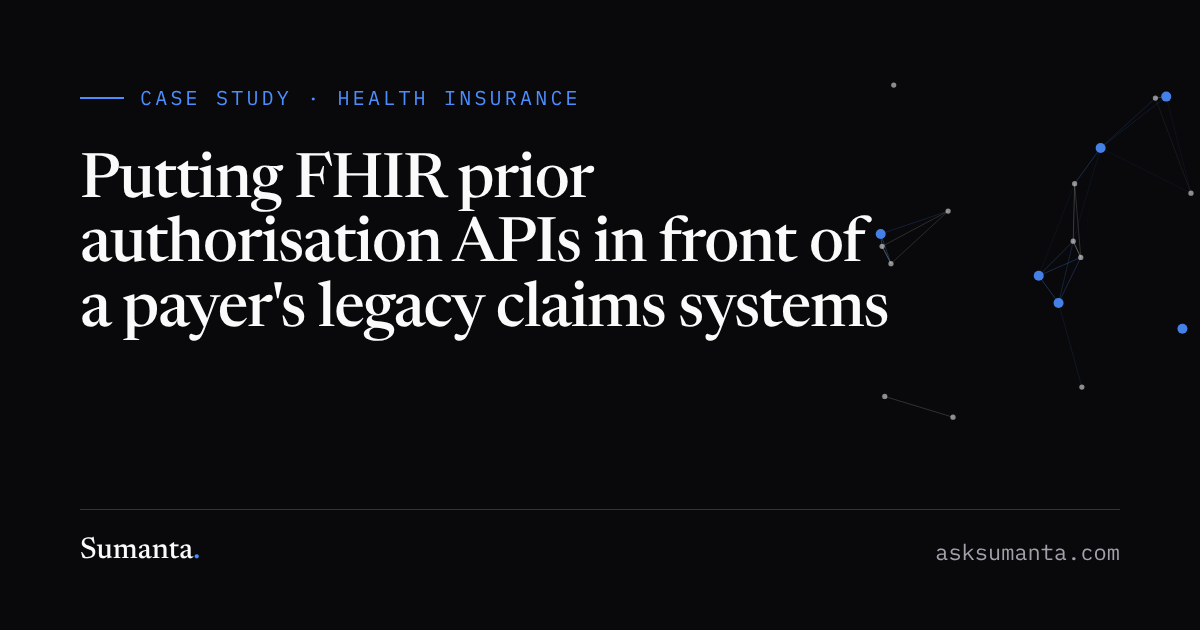 CASE STUDY · HEALTH INSURANCE
Putting FHIR prior
authorisation APIs in front of
a payer's legacy claims systems
Sumanta.
asksumanta.com